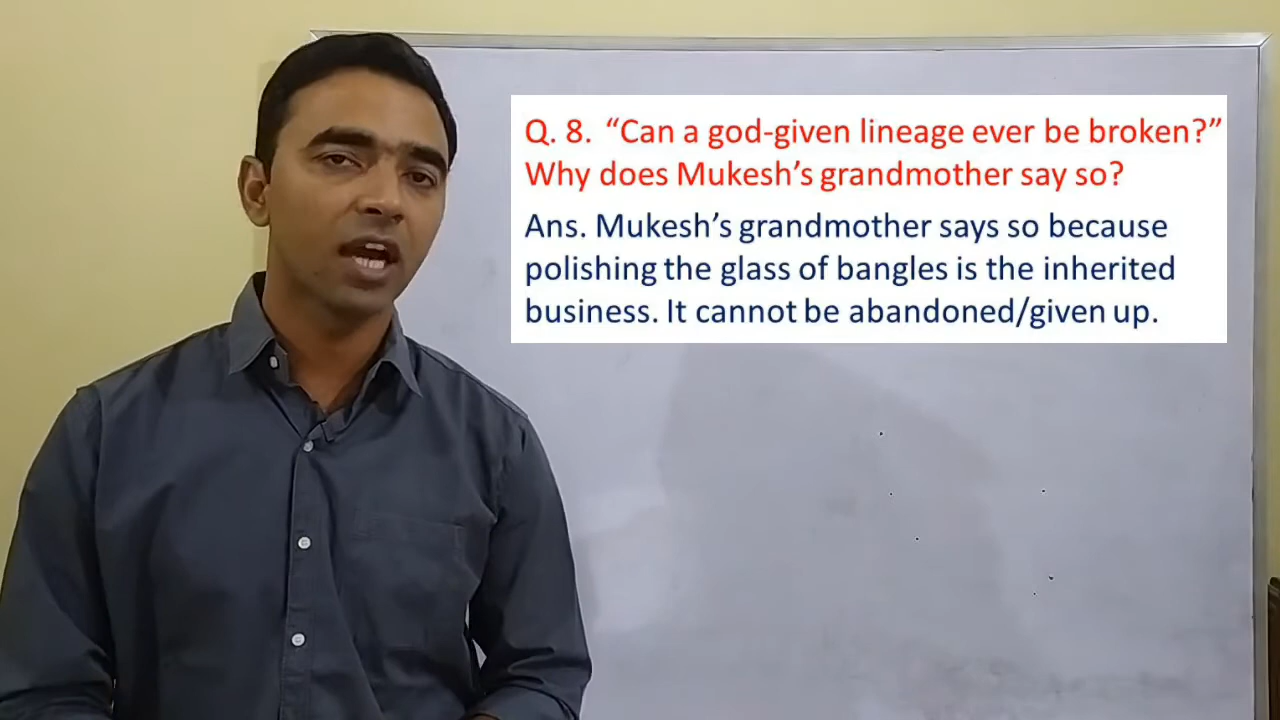 Q. 8. “Can a god-given lineage ever be broken?”
Why does Mukesh’s grandmother say so?
Ans. Mukesh’s grandmother says so because
polishing the glass of bangles is the inherited
business. It cannot be abandoned/given up.